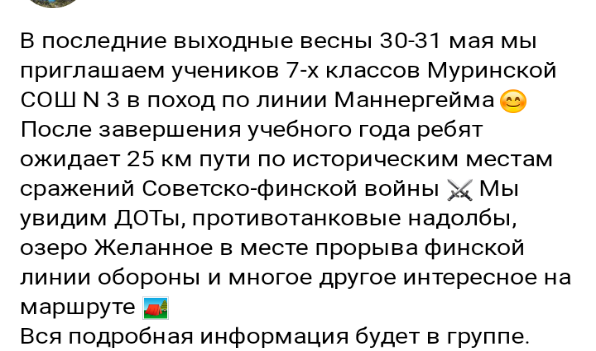 В последние выходные весны 30-31 мая мы
приглашаем учеников 7-х классов Муринской
СОШ N 3 в поход по линии Маннергейма 😊
После завершения учебного года ребят
ожидает 25 км пути по историческим местам
сражений Советско-финской войны ⚔ Мы
увидим ДОТы, противотанковые надолбы,
озеро Желанное в месте прорыва финской
линии обороны и многое другое интересное на
маршруте 🏕
Вся подробная информация будет в группе.